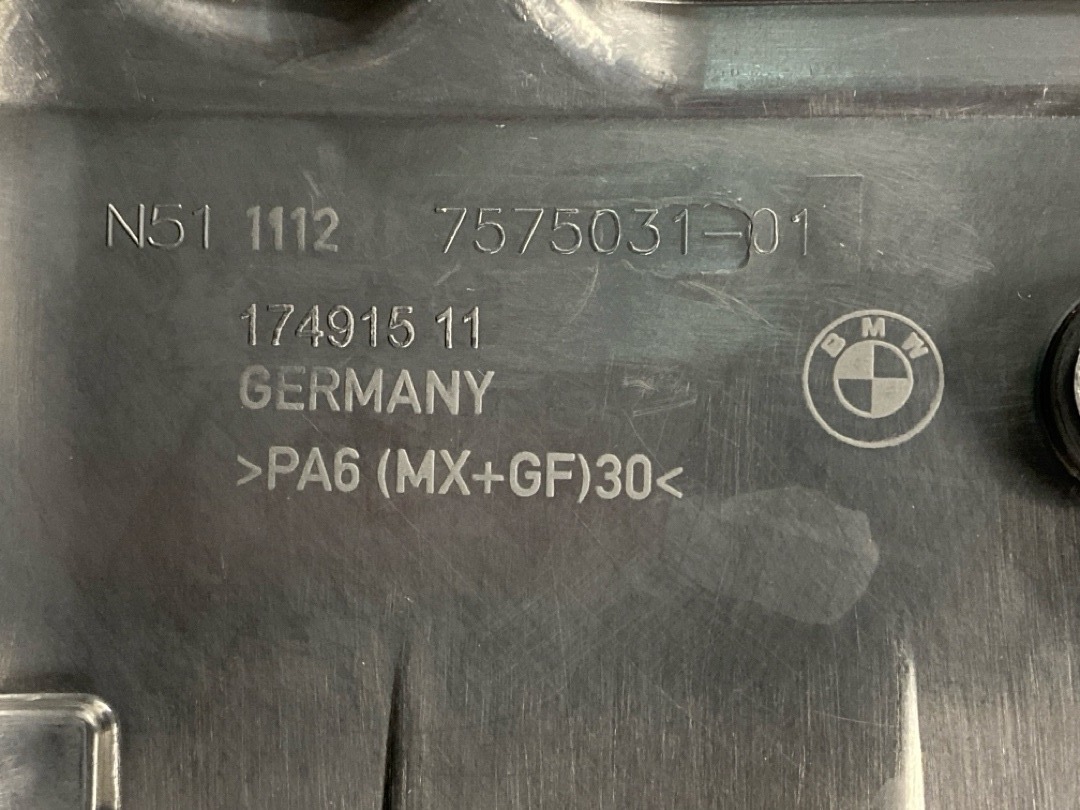 N51 1112 7575031-01
174915 11
GERMANY
>PA6 (MX+GF)30<
BMW